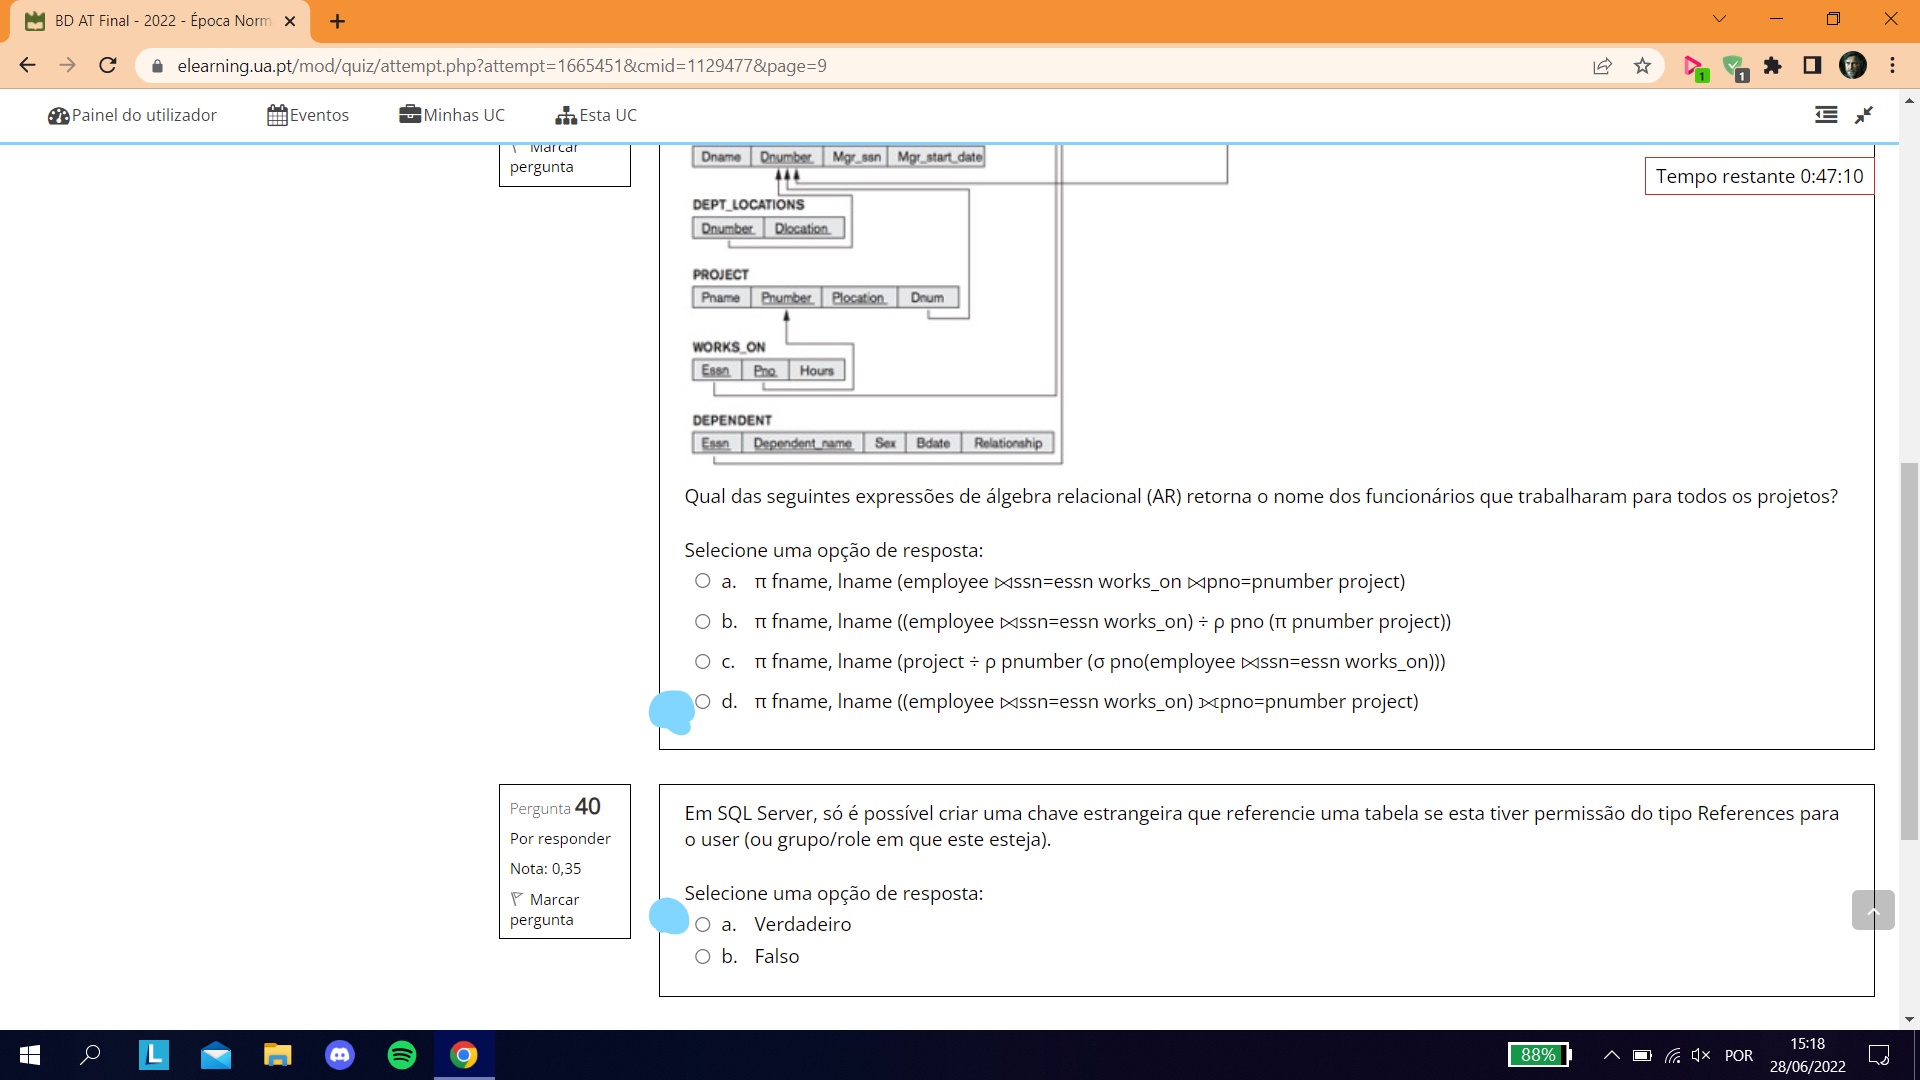 BD AT Final - 2022 - Época Norm
elearning.ua.pt/mod/quiz/attempt.php?attempt=1665451&cmid=1129477&page=9
1
1
Painel do utilizador
Eventos
Minhas UC
Esta UC
Marcar
pergunta
Tempo restante 0:47:10
Dname Dnumber Mgr_ssn Mgr_start_date
DEPT_LOCATIONS
Dnumber Dlocation
PROJECT
Pname Pnumber Plocation Dnum
WORKS_ON
Essn Pno Hours
DEPENDENT
Essn Dependent_name Sex Bdate Relationship
Qual das seguintes expressões de álgebra relacional (AR) retorna o nome dos funcionários que trabalharam para todos os projetos?
Selecione uma opção de resposta:
a. π fname, lname (employee ⋈ssn=essn works_on ⋈pno=pnumber project)
b. π fname, lname ((employee ⋈ssn=essn works_on) ÷ ρ pno (π pnumber project))
c. π fname, lname (project ÷ ρ pnumber (σ pno(employee ⋈ssn=essn works_on)))
d. π fname, lname ((employee ⋈ssn=essn works_on) ⟖pno=pnumber project)
Pergunta 40
Por responder
Nota: 0,35
Marcar
pergunta
Em SQL Server, só é possível criar uma chave estrangeira que referencie uma tabela se esta tiver permissão do tipo References para
o user (ou grupo/role em que este esteja).
Selecione uma opção de resposta:
a. Verdadeiro
b. Falso
L
88%
POR
15:18
28/06/2022